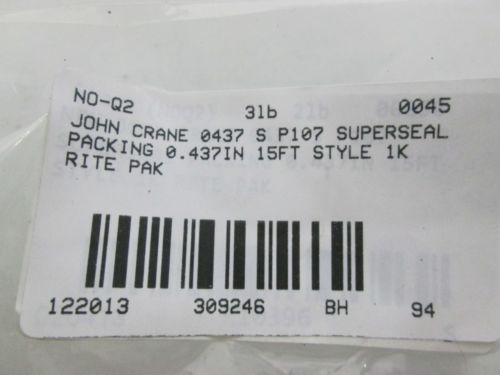 NO-Q2 3lb 0045
JOHN CRANE 0437 S P107 SUPERSEAL
PACKING 0.437IN 15FT STYLE 1K
RITE PAK
122013 309246 BH 94